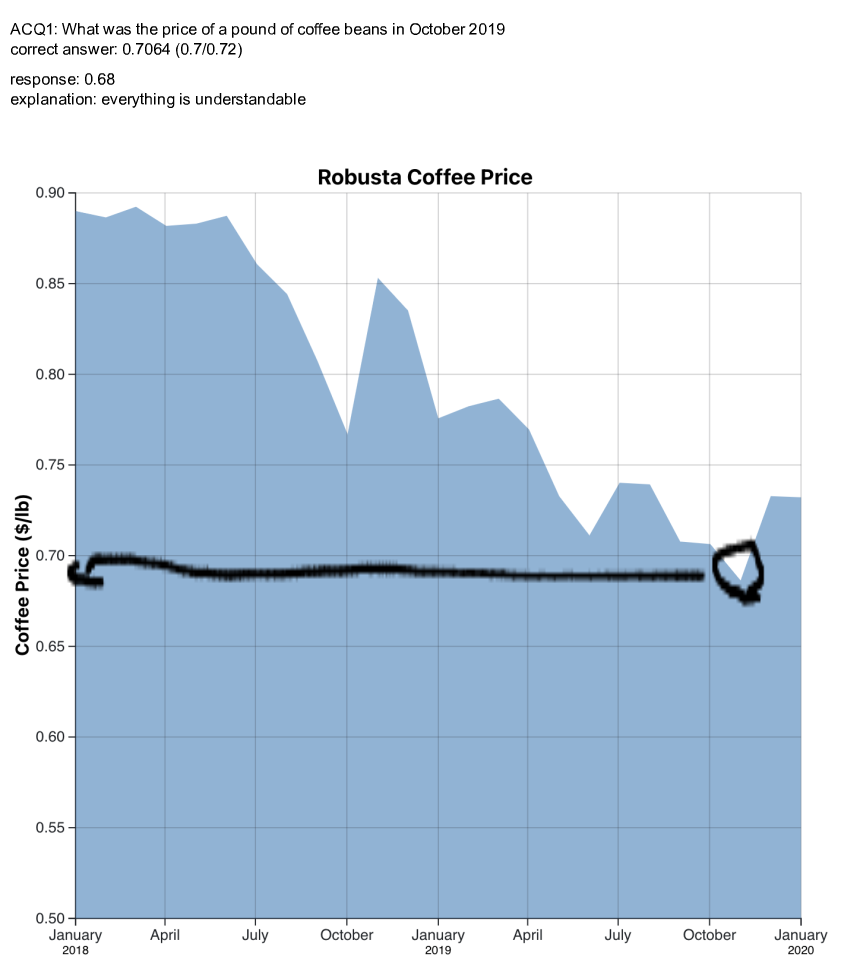 ACQ1: What was the price of a pound of coffee beans in October 2019
correct answer: 0.7064 (0.7/0.72)
response: 0.68
explanation: everything is understandable
Robusta Coffee Price
0.90
0.85
0.80
0.75
0.70
0.65
0.60
0.55
0.50
Coffee Price ($/lb)
January April July October January April July October January
2018 2019 2020